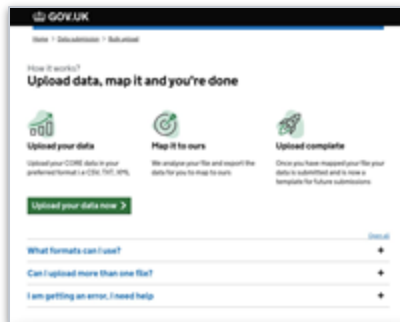 GOV.UK
Home > Data submission > Bulk upload
How it works?
Upload data, map it and you're done
Upload your data
Upload your CORE data in your
preferred format i.e CSV, TXT, XML
Upload your data now
Map it to ours
We analyse your file and export the
data for you to map to ours
Upload complete
Once you have mapped your file your
data is submitted and is now a
template for future submissions
Open all
What formats can I use? +
Can I upload more than one file? +
I am getting an error, I need help +